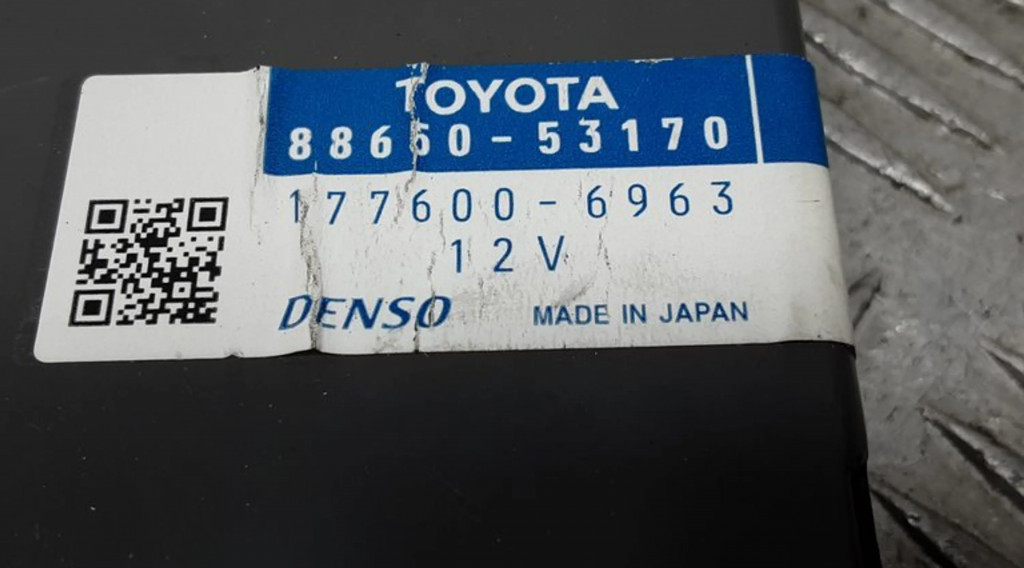 TOYOTA
88650-53170
177600-6963
12V
DENSO MADE IN JAPAN